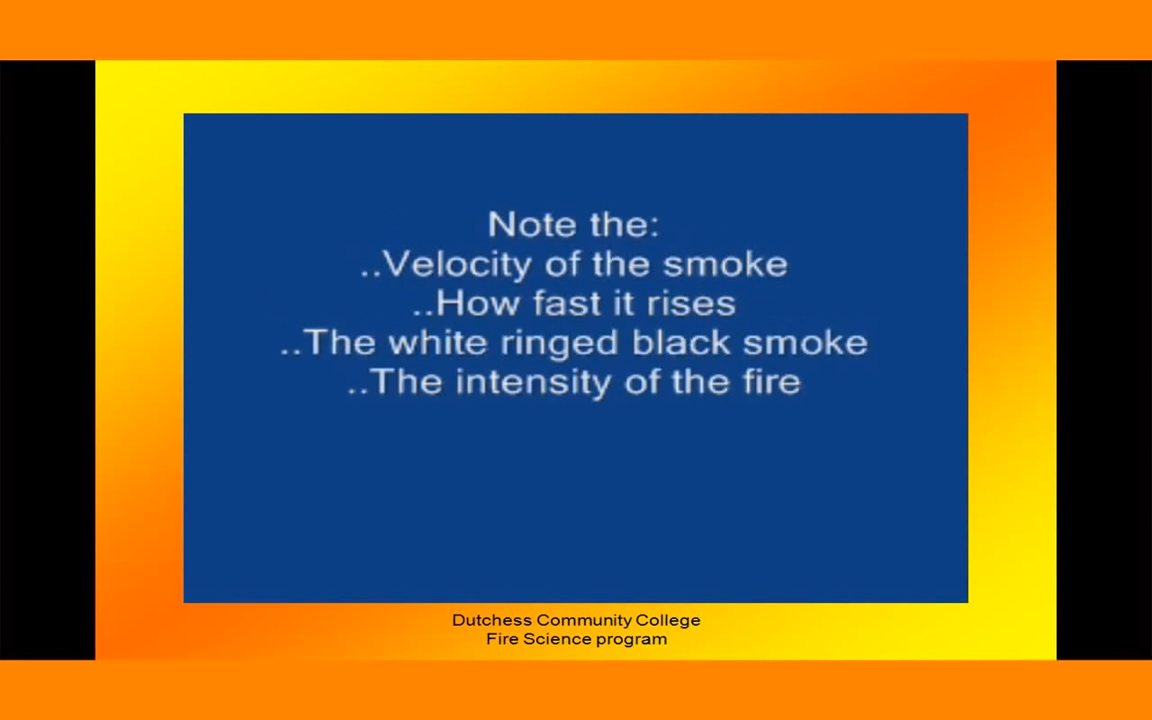 Note the:
..Velocity of the smoke
..How fast it rises
..The white ringed black smoke
..The intensity of the fire
Dutchess Community College
Fire Science program